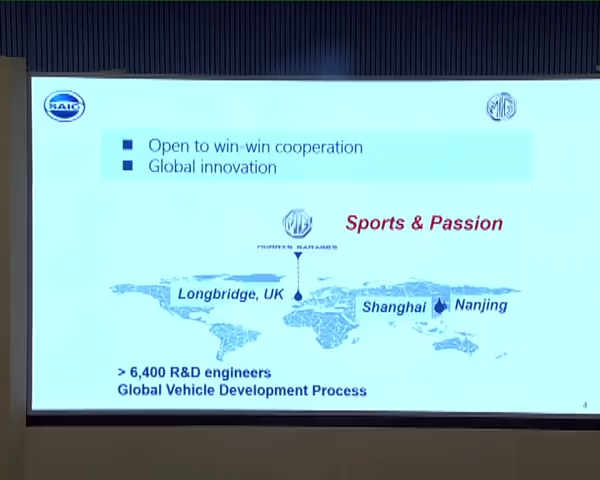 SAIC
MG
Open to win-win cooperation
Global innovation
MG
Sports & Passion
MORRIS GARAGES
Longbridge, UK
Shanghai
Nanjing
> 6,400 R&D engineers
Global Vehicle Development Process
4